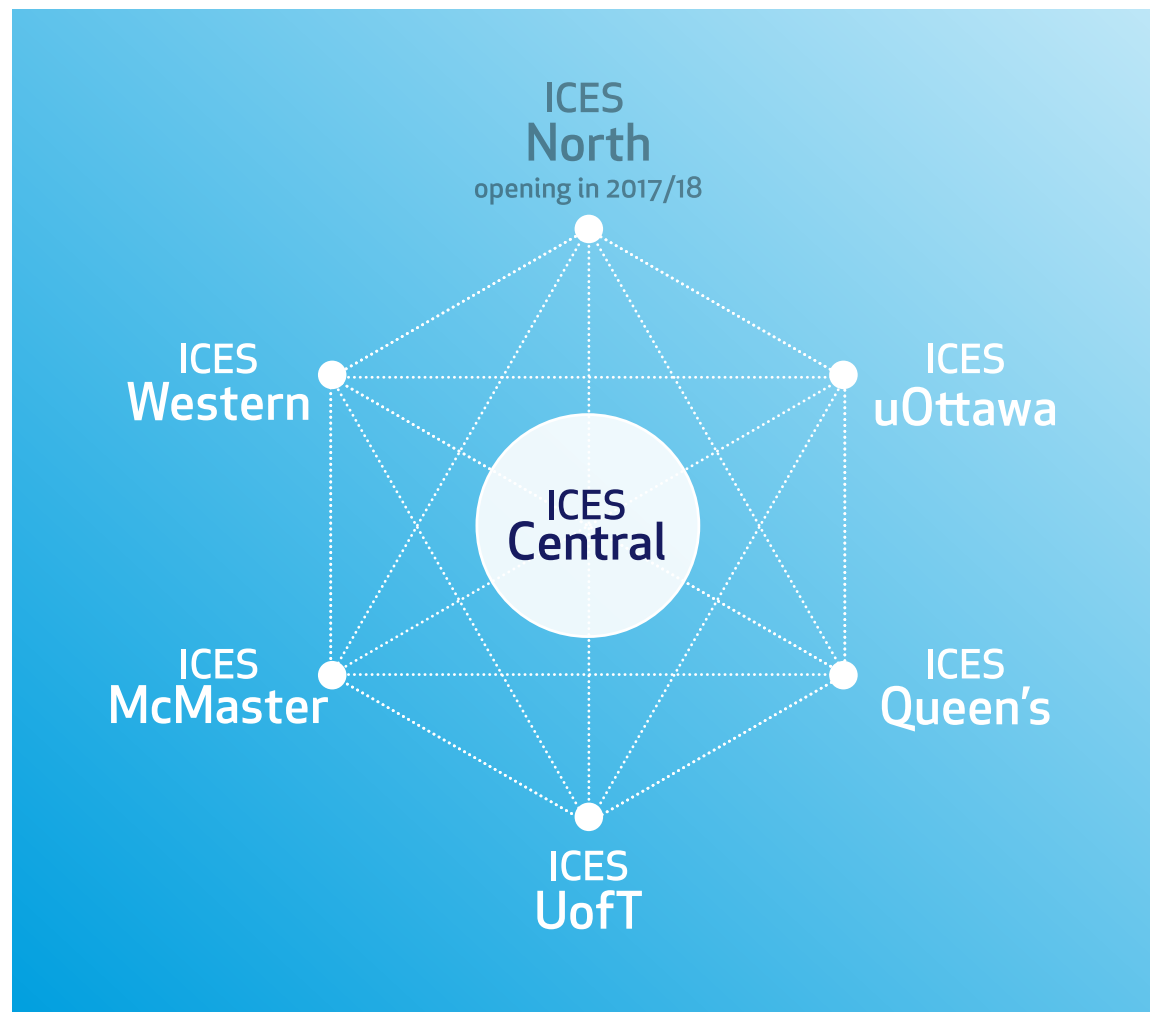 ICES
North
opening in 2017/18
ICES
Western
ICES
uOttawa
ICES
Central
ICES
McMaster
ICES
Queen’s
ICES
UofT